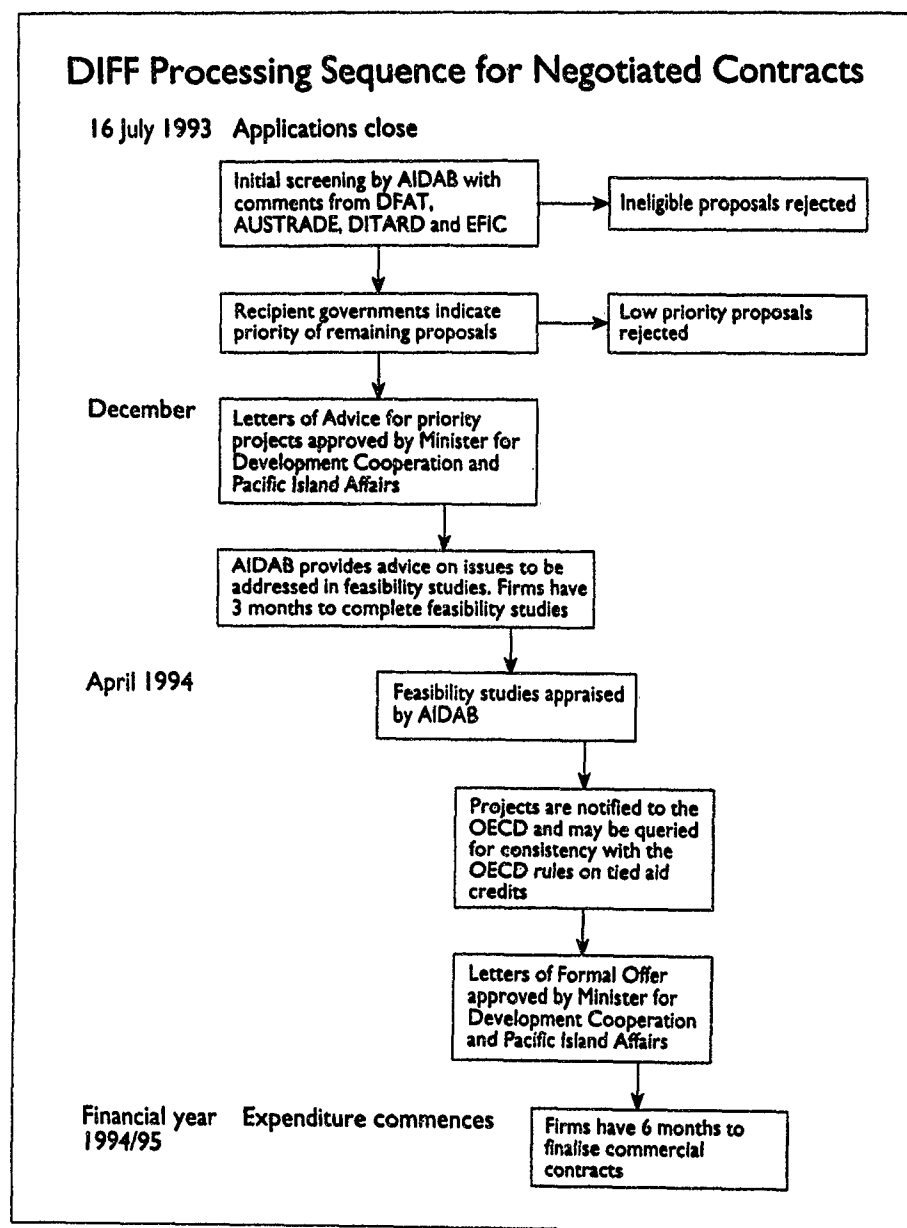 DIFF Processing Sequence for Negotiated Contracts
16 July 1993 Applications close
Initial screening by AIDAB with
comments from DFAT,
AUSTRADE, DITARD and EFIC
Ineligible proposals rejected
Recipient governments indicate
priority of remaining proposals
Low priority proposals
rejected
December
Letters of Advice for priority
projects approved by Minister for
Development Cooperation and
Pacific Island Affairs
AIDAB provides advice on issues to be
addressed in feasibility studies. Firms have
3 months to complete feasibility studies
April 1994
Feasibility studies appraised
by AIDAB
Projects are notified to the
OECD and may be queried
for consistency with the
OECD rules on tied aid
credits
Letters of Formal Offer
approved by Minister for
Development Cooperation
and Pacific Island Affairs
Financial year Expenditure commences
1994/95
Firms have 6 months to
finalise commercial
contracts